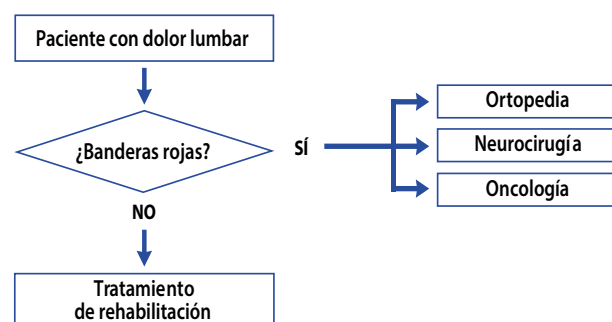 Paciente con dolor lumbar
¿Banderas rojas?
SÍ
Ortopedia
Neurocirugía
Oncología
NO
Tratamiento
de rehabilitación